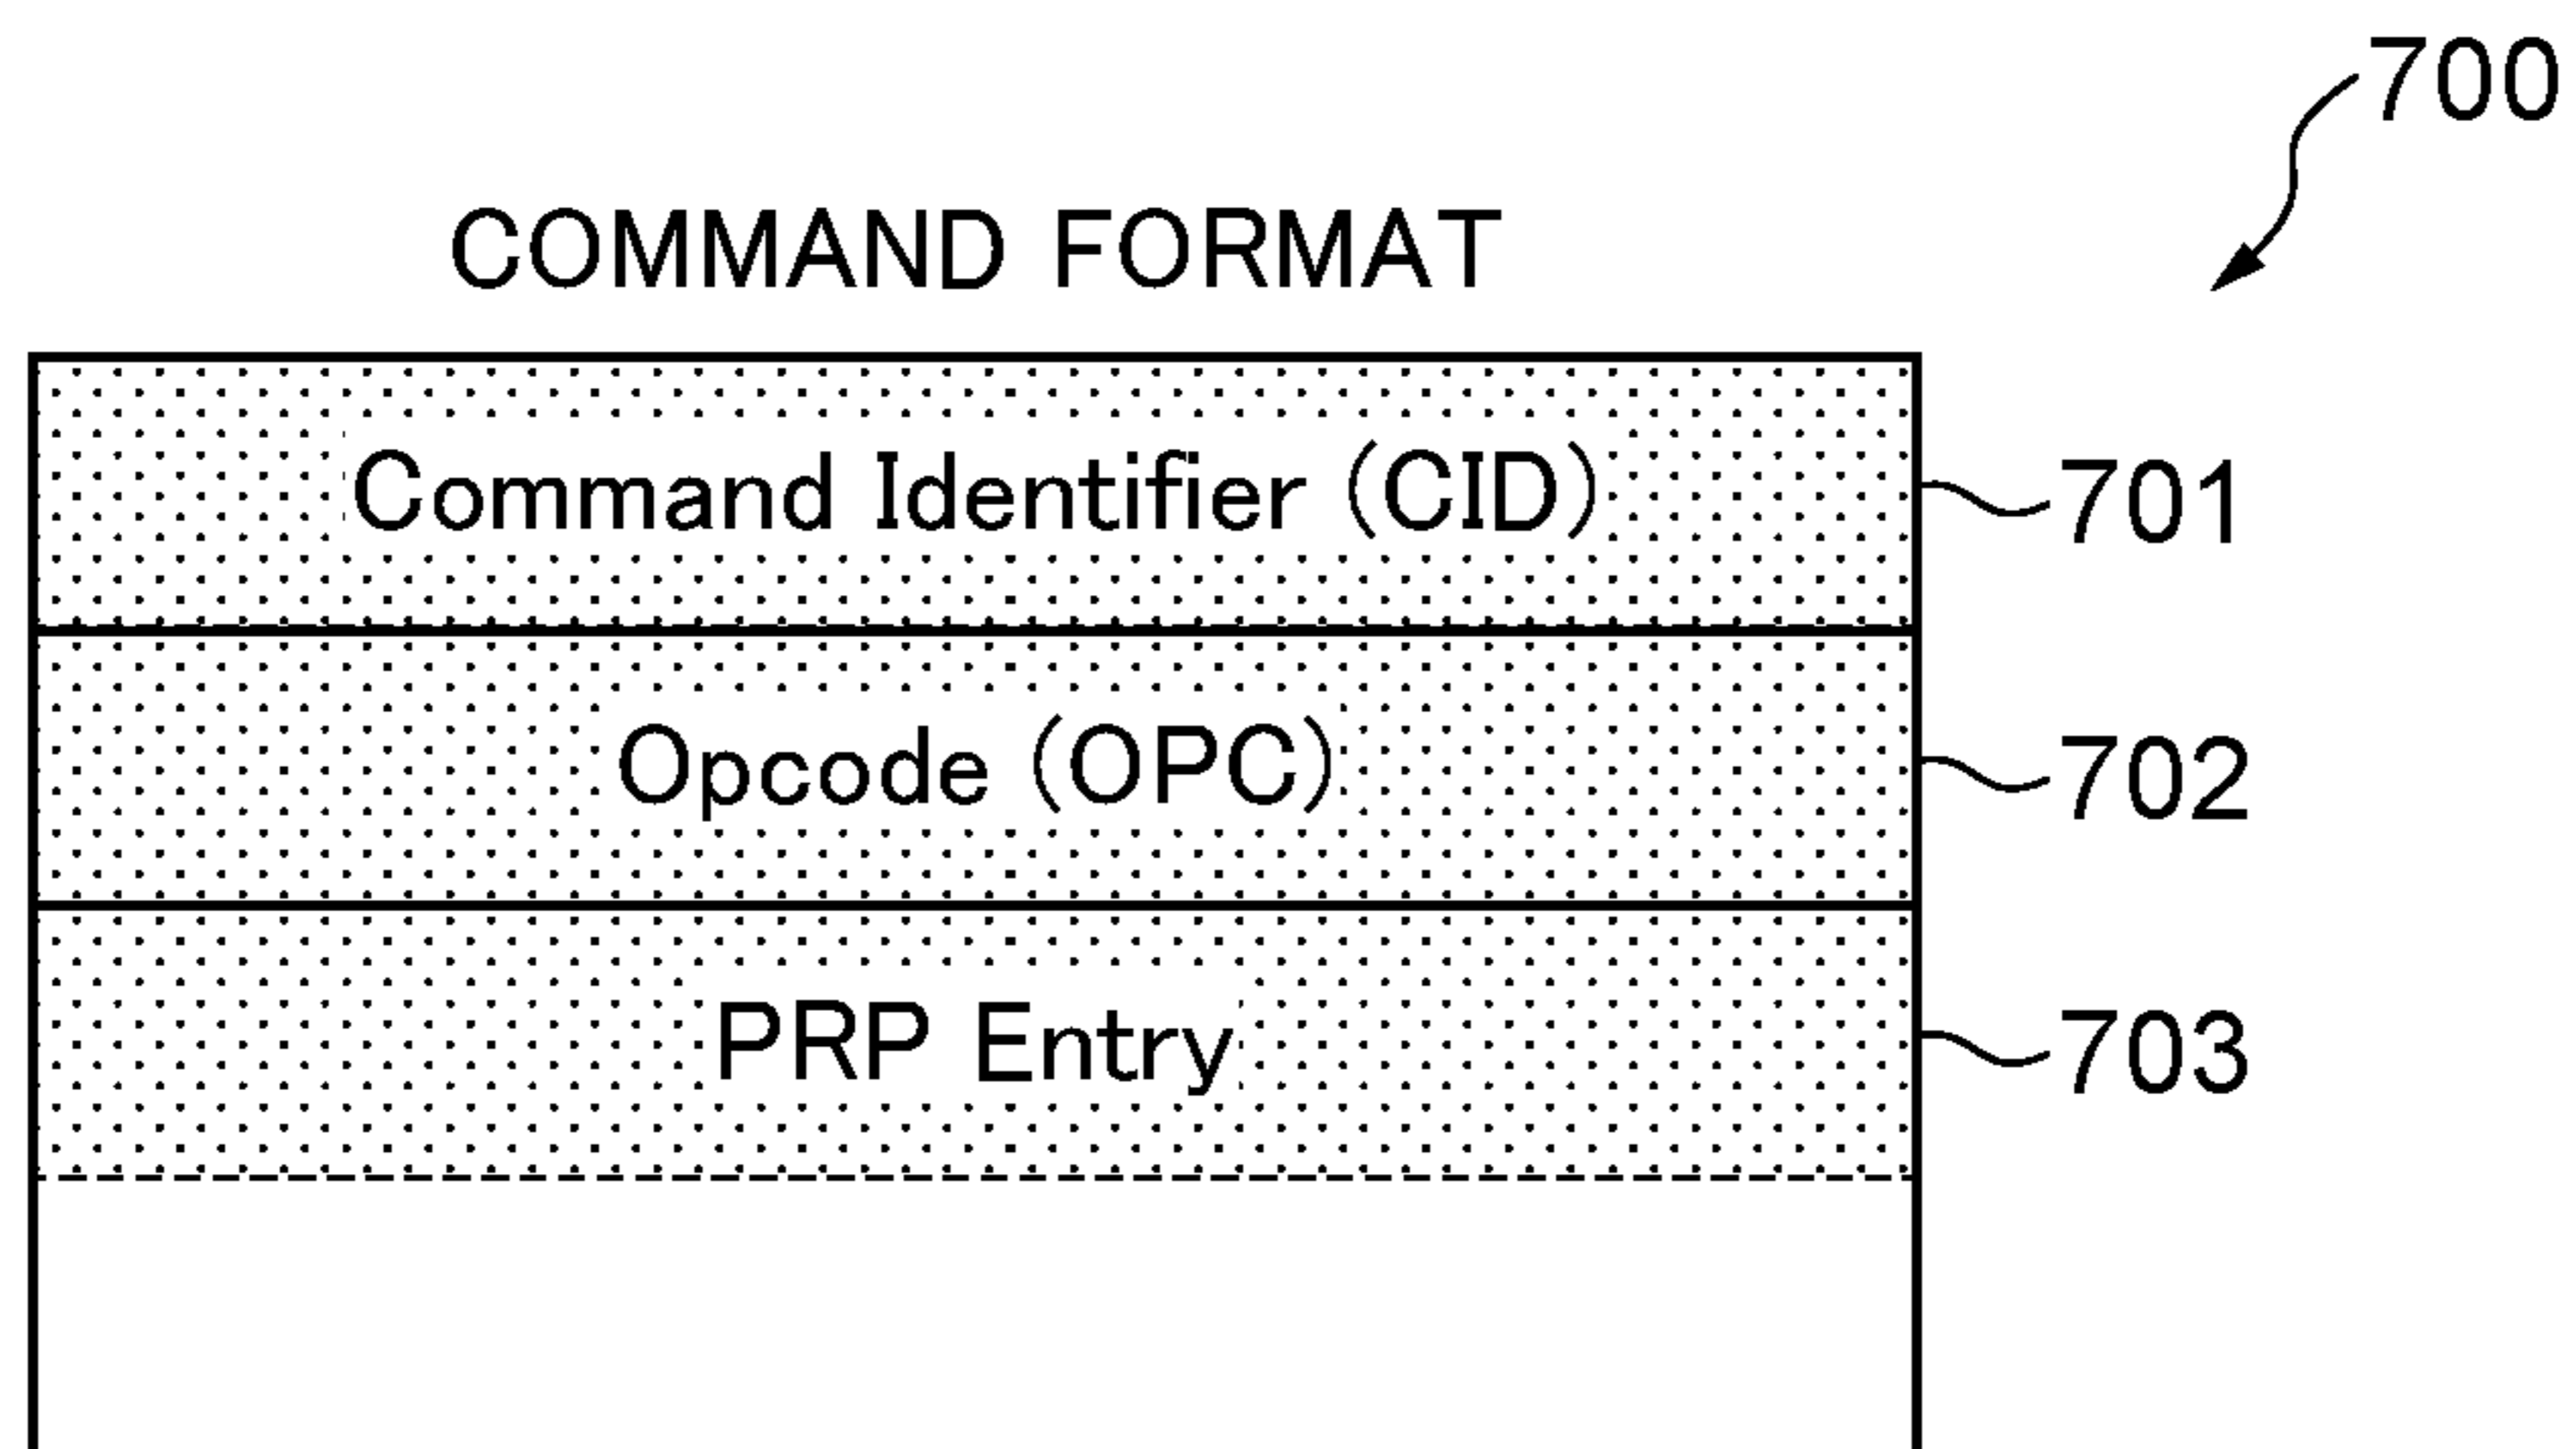 700
COMMAND FORMAT
Command Identifier (CID) 701
Opcode (OPC) 702
PRP Entry 703